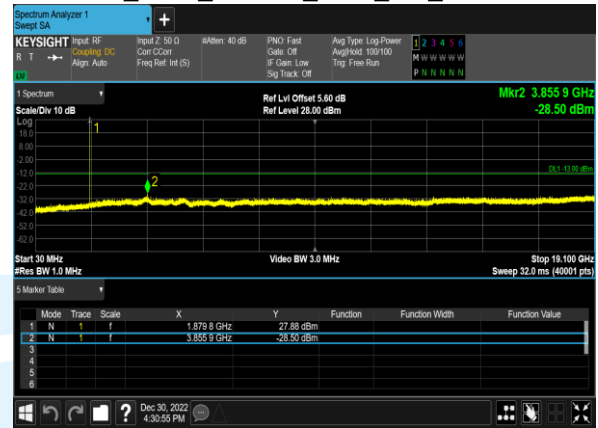 Spectrum Analyzer 1
Swept SA
+
KEYSIGHT Input: RF Input Z: 50 Ω #Atten: 40 dB PNO: Fast Avg Type: Log-Power 1 2 3 4 5 6
R T Coupling: DC Corr CCorr Gate: Off Avg|Hold: 100/100 M W W W W W
Align: Auto Freq Ref: Int (S) IF Gain: Low Trig: Free Run
LW Sig Track: Off P N N N N N
1 Spectrum Ref Lvl Offset 5.60 dB Mkr2 3.855 9 GHz
Scale/Div 10 dB Ref Level 28.00 dBm -28.50 dBm
Log
18.0
1
8.00
-2.00
-12.0 DL1 -13.00 dBm
-22.0 2
-32.0
-42.0
-52.0
-62.0
Start 30 MHz Video BW 3.0 MHz Stop 19.100 GHz
#Res BW 1.0 MHz Sweep 32.0 ms (40001 pts)
5 Marker Table
Mode Trace Scale X Y Function Function Width Function Value
1 N 1 f 1.879 8 GHz 27.88 dBm
2 N 1 f 3.855 9 GHz -28.50 dBm
3
4
5
6
? Dec 30, 2022
4:30:55 PM